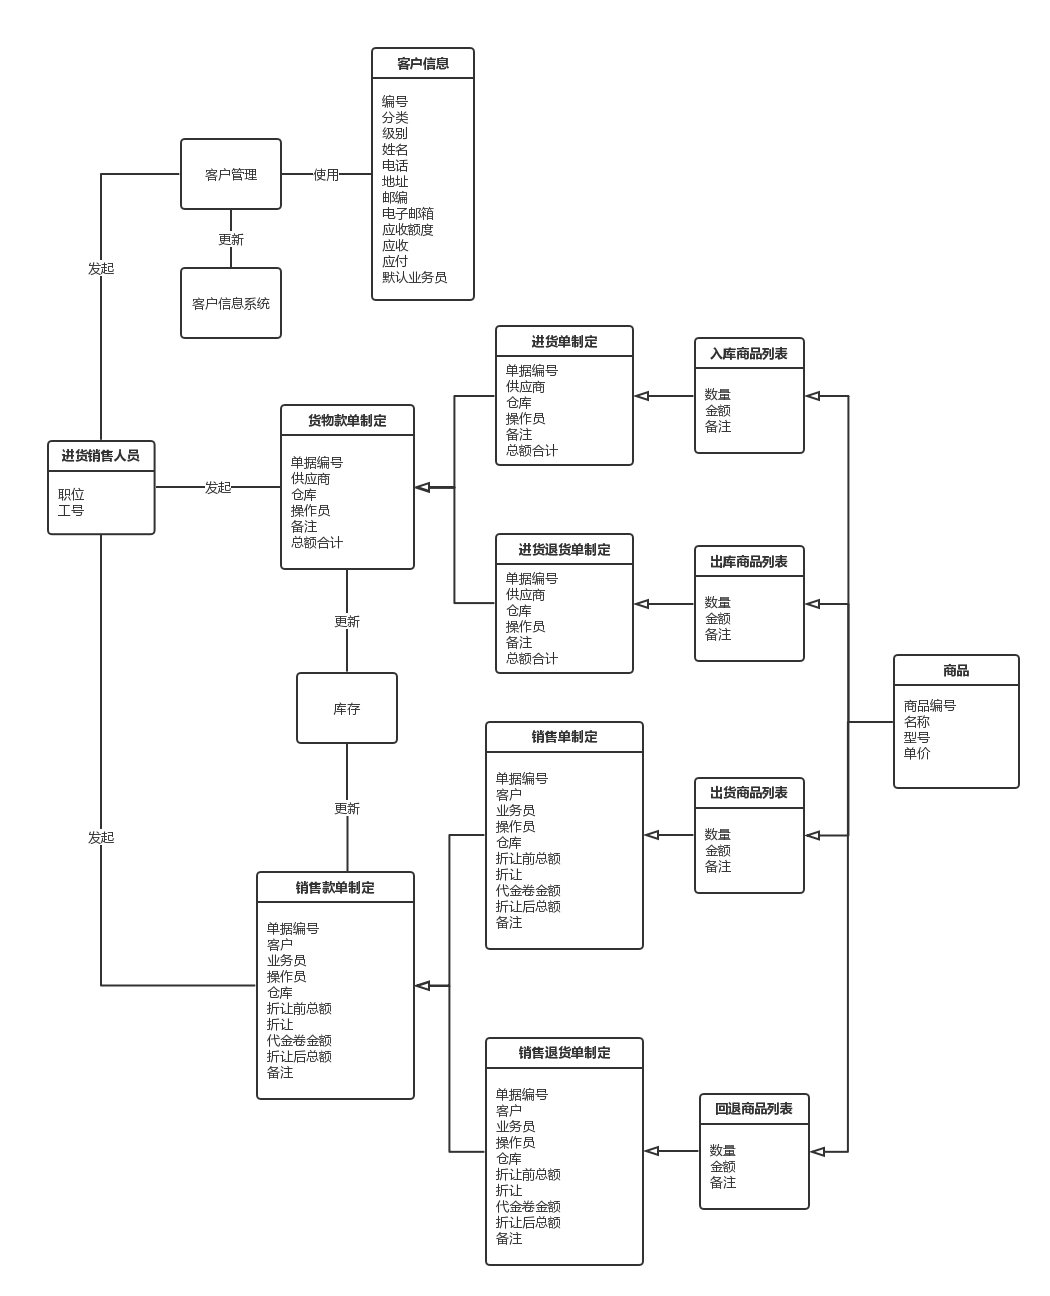 客户信息
编号
分类
级别
姓名
电话
地址
邮编
电子邮箱
应收额度
应收
应付
默认业务员
客户管理
使用
更新
客户信息系统
发起
进货销售人员
职位
工号
发起
货物款单制定
单据编号
供应商
仓库
操作员
备注
总额合计
进货单制定
单据编号
供应商
仓库
操作员
备注
总额合计
入库商品列表
数量
金额
备注
进货退货单制定
单据编号
供应商
仓库
操作员
备注
总额合计
出库商品列表
数量
金额
备注
更新
库存
更新
商品
商品编号
名称
型号
单价
销售单制定
单据编号
客户
业务员
操作员
仓库
折让前总额
折让
代金卷金额
折让后总额
备注
出货商品列表
数量
金额
备注
发起
销售款单制定
单据编号
客户
业务员
操作员
仓库
折让前总额
折让
代金卷金额
折让后总额
备注
销售退货单制定
单据编号
客户
业务员
操作员
仓库
折让前总额
折让
代金卷金额
折让后总额
备注
回退商品列表
数量
金额
备注